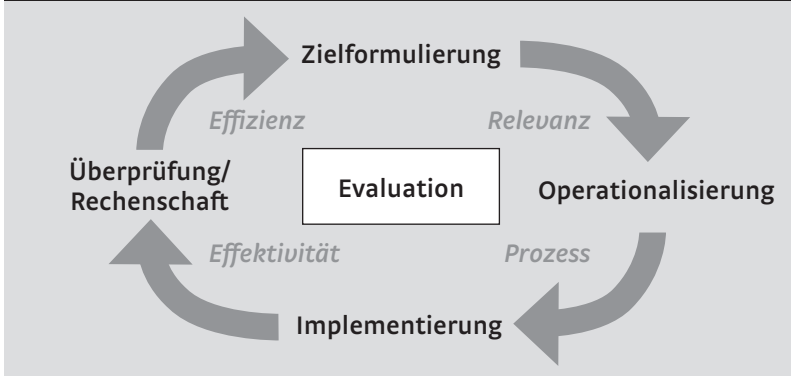 Zielformulierung
Effizienz
Relevanz
Überprüfung/
Rechenschaft
Evaluation
Operationalisierung
Effektivität
Prozess
Implementierung